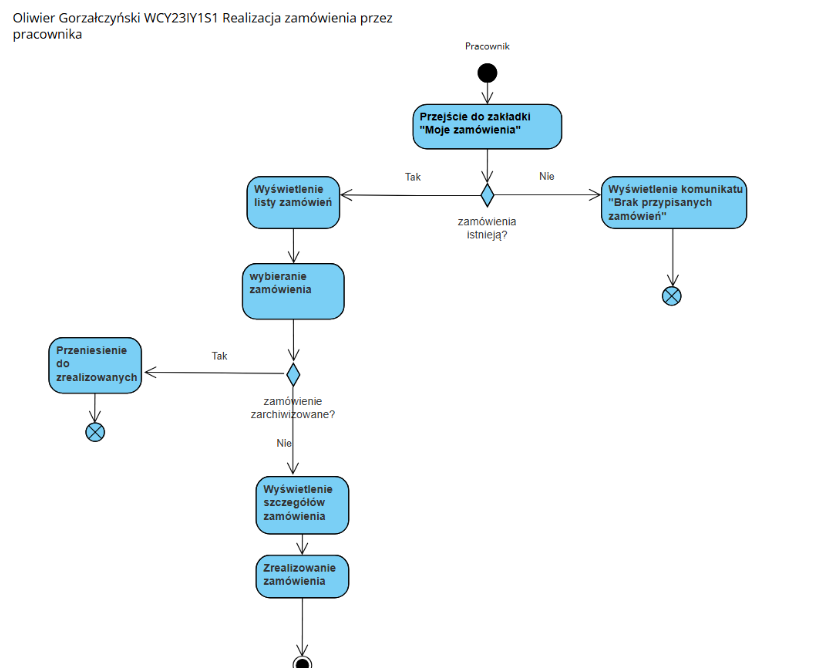 Oliwier Gorzałczyński WCY23IY1S1 Realizacja zamówienia przez
pracownika
Pracownik
Przejście do zakładki
"Moje zamówienia"
Tak
Nie
Wyświetlenie
listy zamówień
zamówienia
istnieją?
Wyświetlenie komunikatu
"Brak przypisanych
zamówień"
wybieranie
zamówienia
Przeniesienie
do
zrealizowanych
Tak
zamówienie
zarchiwizowane?
Nie
Wyświetlenie
szczegółów
zamówienia
Zrealizowanie
zamówienia